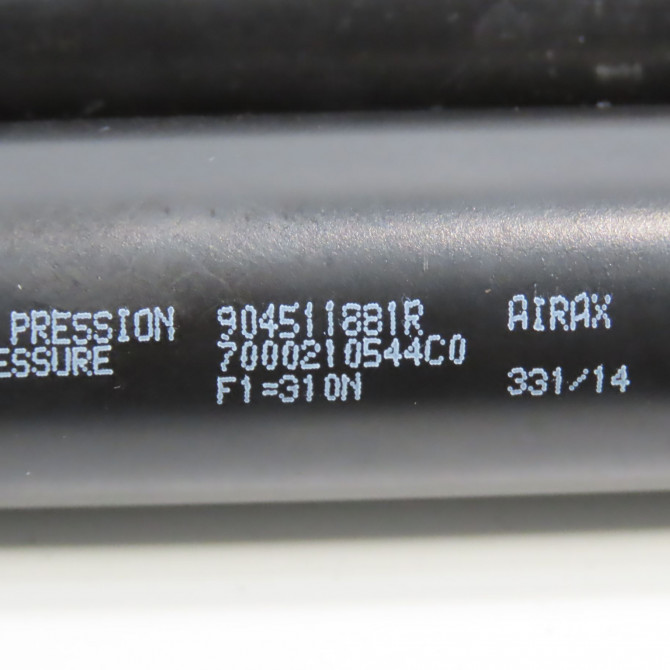 PRESSION 904511881R AIRAX
ESSURE 7000210544C0
F1=310N 331/14